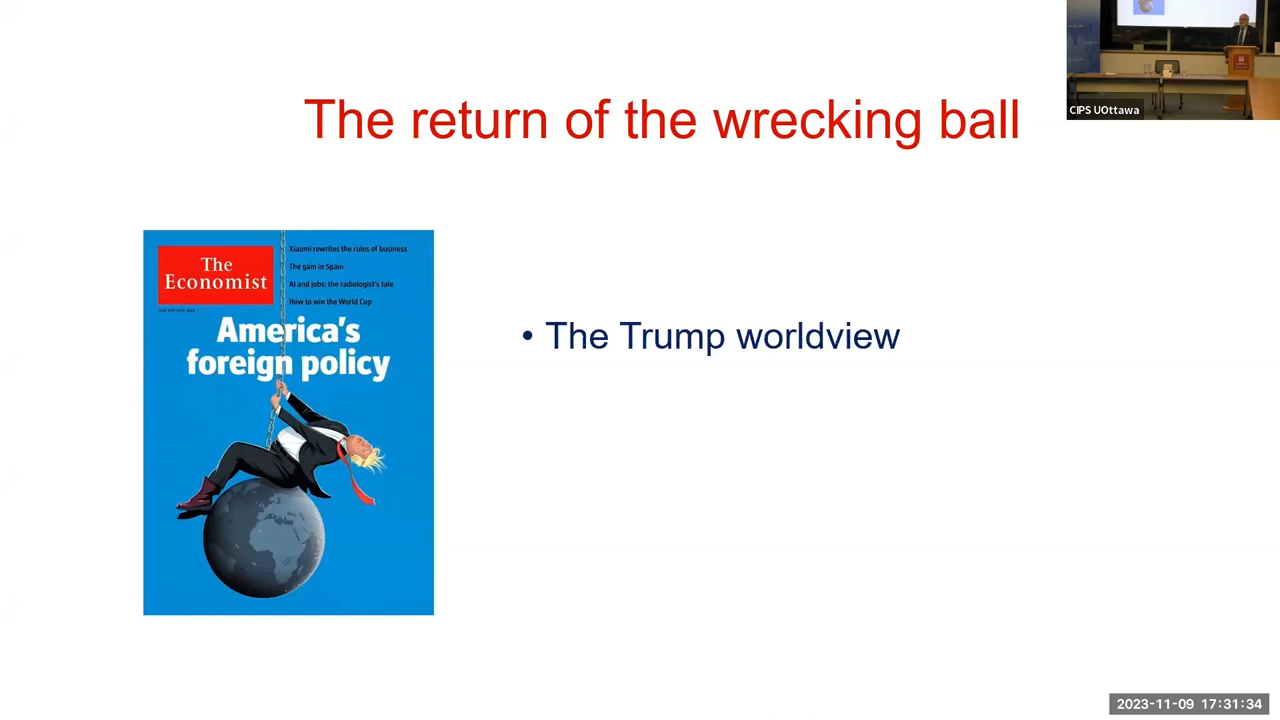 The return of the wrecking ball
CIPS UOttawa
The
Economist
Xiaomi rewrites the rules of business
The gain in Spain
AI and jobs: the radiologist's tale
How to win the World Cup
America's
foreign policy
• The Trump worldview
2023-11-09 17:31:34